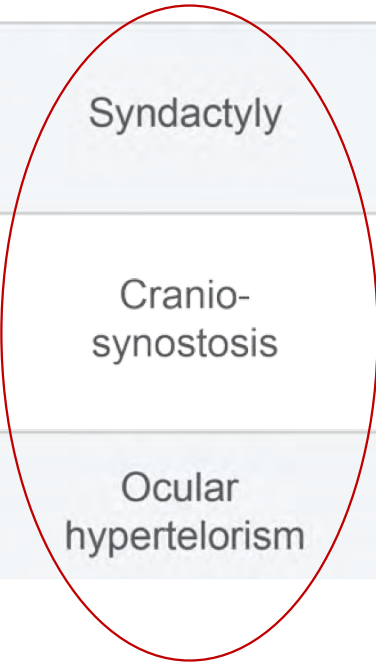 Syndactyly
Cranio-
synostosis
Ocular
hypertelorism